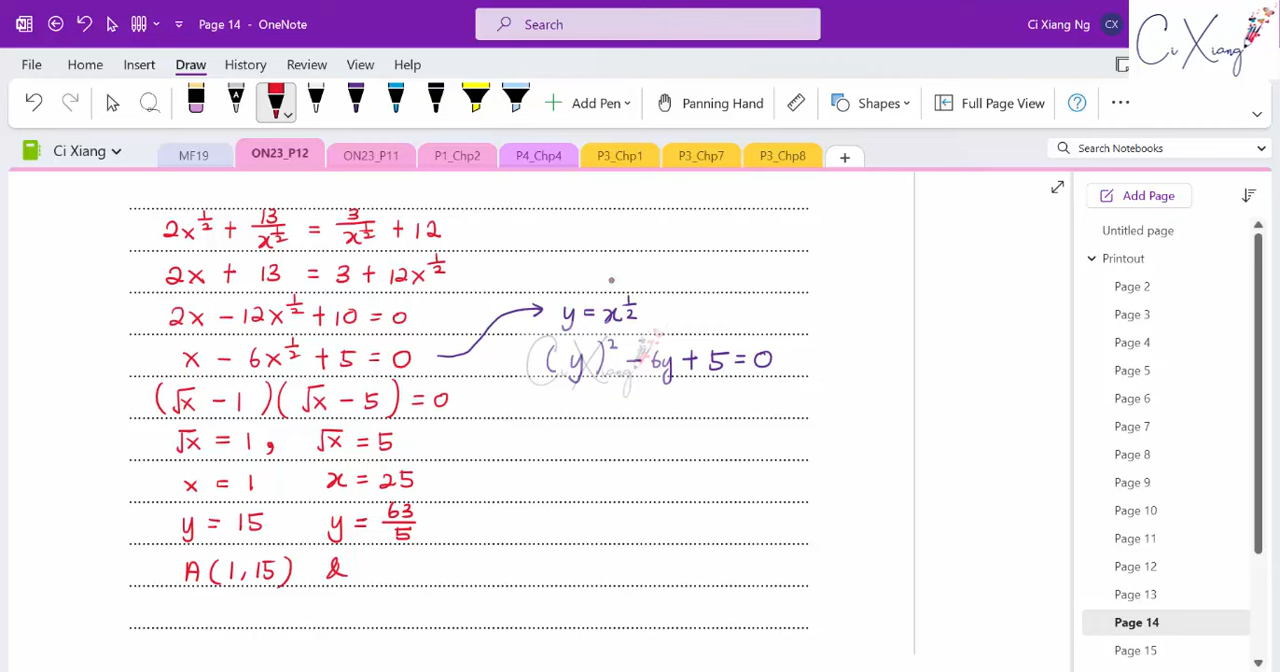 Page 14 - OneNote
Search
Ci Xiang Ng
CX
Ci Xiang
File Home Insert Draw History Review View Help
Add Pen
Panning Hand
Shapes
Full Page View
Ci Xiang
MF19
ON23_P12
ON23_P11
P1_Chp2
P4_Chp4
P3_Chp1
P3_Chp7
P3_Chp8
Search Notebooks
2x^{1/2} + 13/x^{1/2} = 3/x^{1/2} + 12
2x + 13 = 3 + 12x^{1/2}
2x - 12x^{1/2} + 10 = 0
y = x^{1/2}
x - 6x^{1/2} + 5 = 0
(y)^2 - 6y + 5 = 0
Ci Xiang
(√x - 1)(√x - 5) = 0
√x = 1, √x = 5
x = 1 x = 25
y = 15 y = 63/5
A(1,15) &
Add Page
Untitled page
Printout
Page 2
Page 3
Page 4
Page 5
Page 6
Page 7
Page 8
Page 9
Page 10
Page 11
Page 12
Page 13
Page 14
Page 15